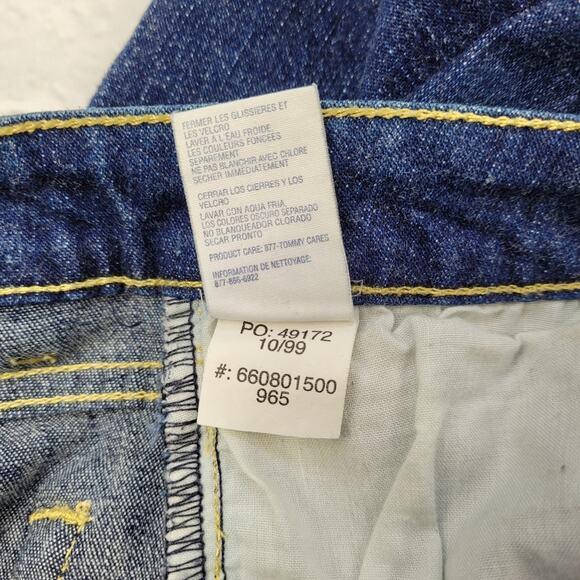 FERMER LES GLISSIERES ET
LES VELCRO
LAVER A L'EAU FROIDE
LES COULEURS FONCEES
SEPAREMENT
NE PAS BLANCHIR AVEC CHLORE
SECHER IMMEDIATEMENT
CERRAR LOS CIERRES Y LOS
VELCRO
LAVAR CON AQUA FRIA
LOS COLORES OSCURO SEPARADO
NO BLANQUEADOR CLORADO
SECAR PRONTO
PRODUCT CARE: 877-TOMMY CARES
INFORMATION DE NETTOYAGE:
877-866-6922
PO: 49172
10/99
#: 660801500
965